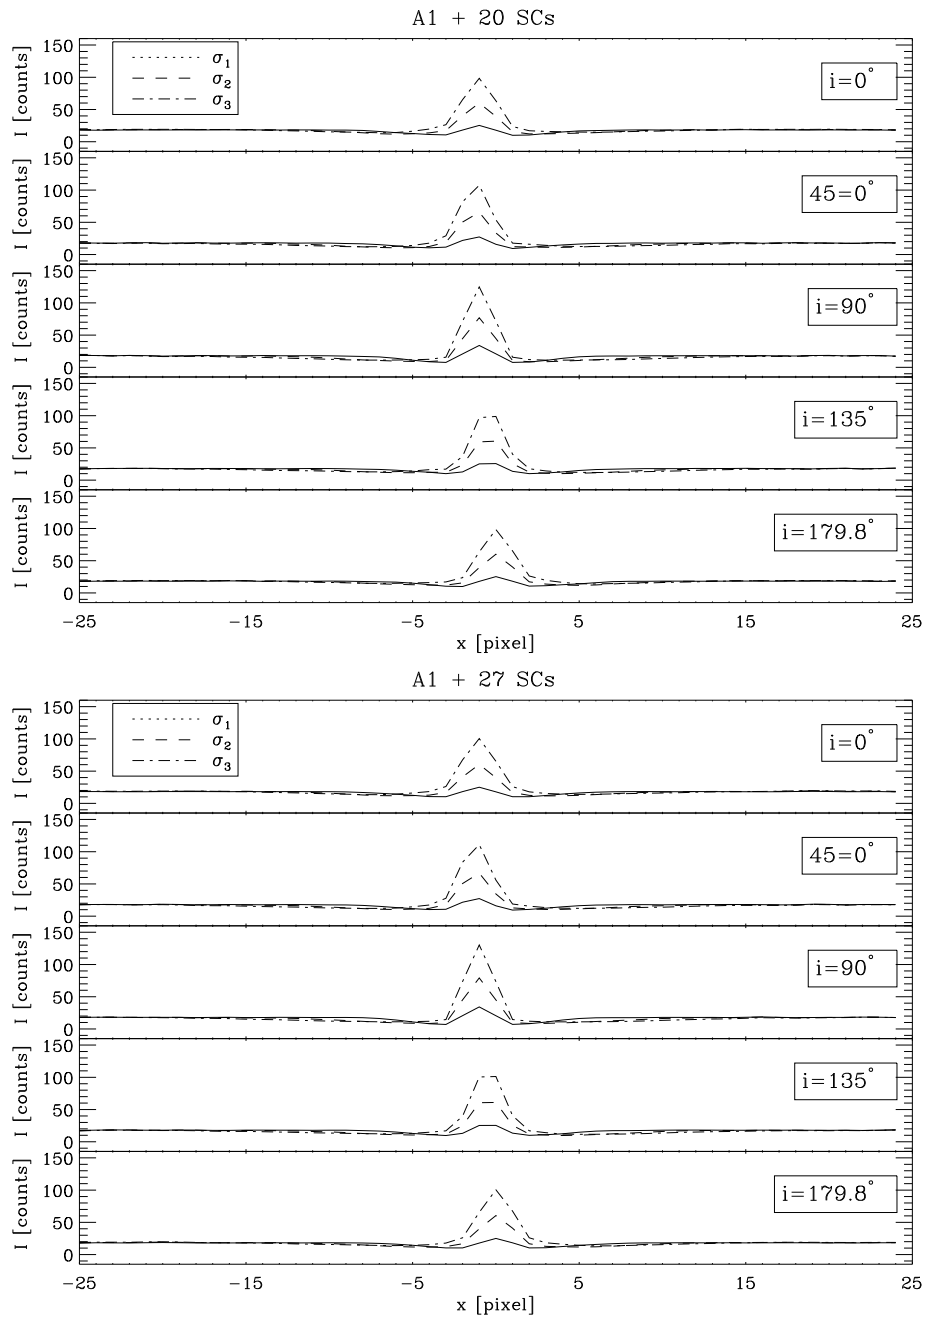 A1 + 20 SCs
I [counts]
150
100
50
0
σ1
σ2
σ3
i=0°
I [counts]
150
100
50
0
45=0°
I [counts]
150
100
50
0
i=90°
I [counts]
150
100
50
0
i=135°
I [counts]
150
100
50
0
i=179.8°
−25 −15 −5 5 15 25
x [pixel]
A1 + 27 SCs
I [counts]
150
100
50
0
σ1
σ2
σ3
i=0°
I [counts]
150
100
50
0
45=0°
I [counts]
150
100
50
0
i=90°
I [counts]
150
100
50
0
i=135°
I [counts]
150
100
50
0
i=179.8°
−25 −15 −5 5 15 25
x [pixel]